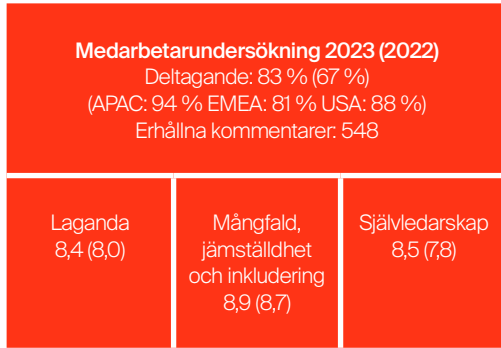 Medarbetarundersökning 2023 (2022)
Deltagande: 83 % (67 %)
(APAC: 94 % EMEA: 81 % USA: 88 %)
Erhållna kommentarer: 548
Laganda
8,4 (8,0)
Mångfald,
jämställdhet
och inkludering
8,9 (8,7)
Självledarskap
8,5 (7,8)